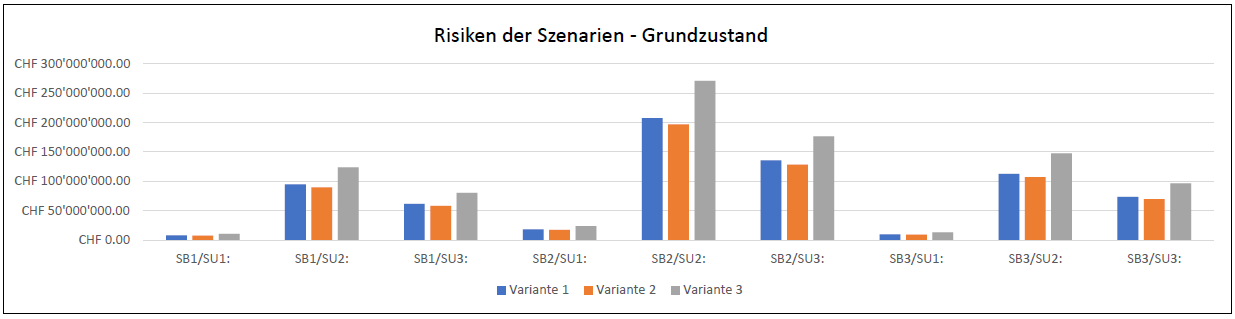 Risiken der Szenarien - Grundzustand
CHF 300'000'000.00
CHF 250'000'000.00
CHF 200'000'000.00
CHF 150'000'000.00
CHF 100'000'000.00
CHF 50'000'000.00
CHF 0.00
SB1/SU1: SB1/SU2: SB1/SU3: SB2/SU1: SB2/SU2: SB2/SU3: SB3/SU1: SB3/SU2: SB3/SU3:
Variante 1 Variante 2 Variante 3